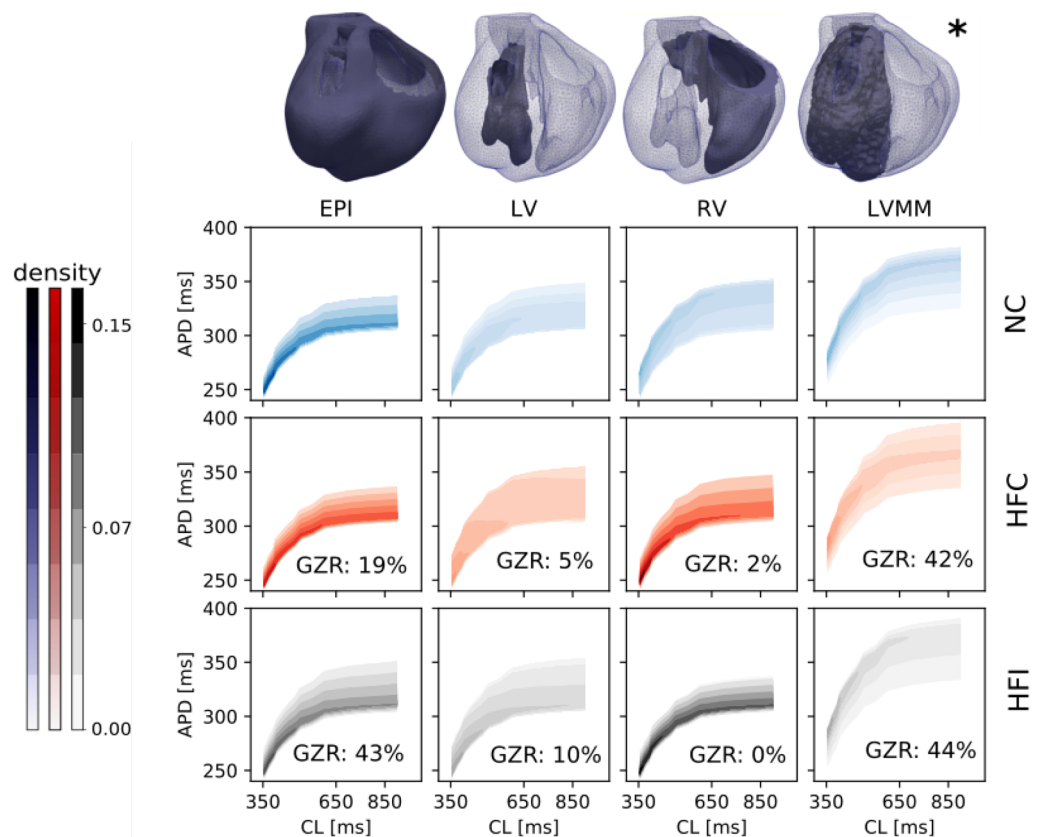 *
EPI LV RV LVMM
density
0.15
0.07
0.00
400
350
300
250
APD [ms]
NC
400
350
300
250
APD [ms]
GZR: 19%
GZR: 5%
GZR: 2%
GZR: 42%
HFC
400
350
300
250
APD [ms]
GZR: 43%
GZR: 10%
GZR: 0%
GZR: 44%
HFI
350 650 850 350 650 850 350 650 850 350 650 850
CL [ms] CL [ms] CL [ms] CL [ms]